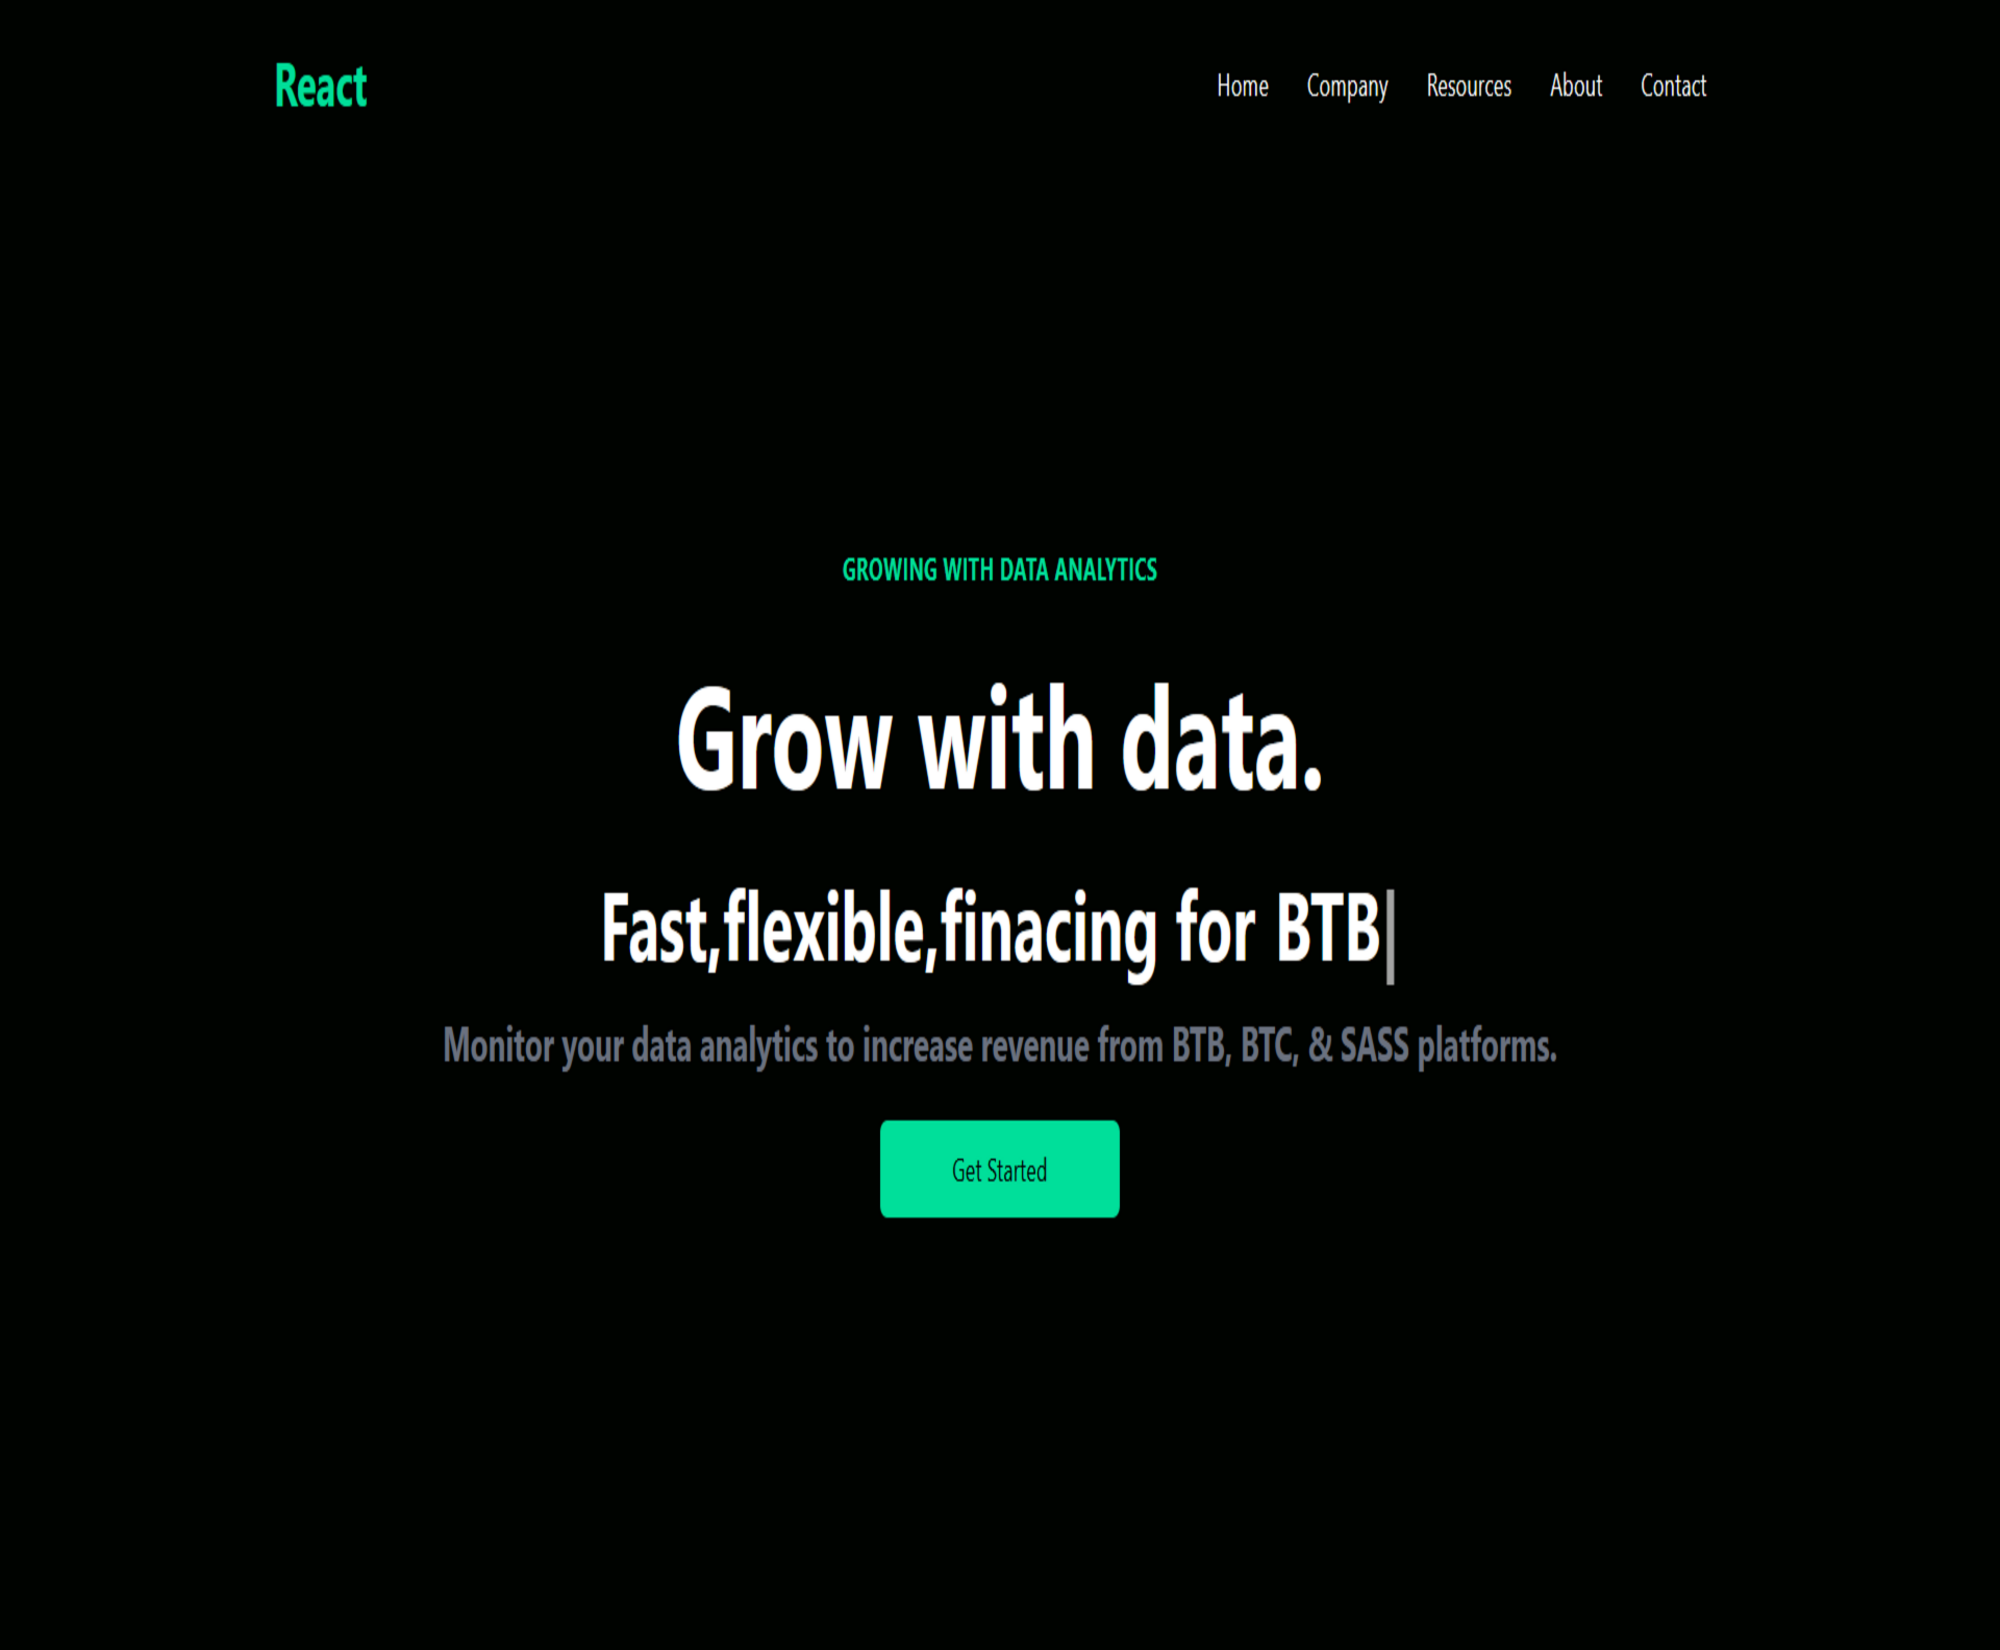 React
Home Company Resources About Contact
GROWING WITH DATA ANALYTICS
Grow with data.
Fast,flexible,finacing for BTB|
Monitor your data analytics to increase revenue from BTB, BTC, & SASS platforms.
Get Started